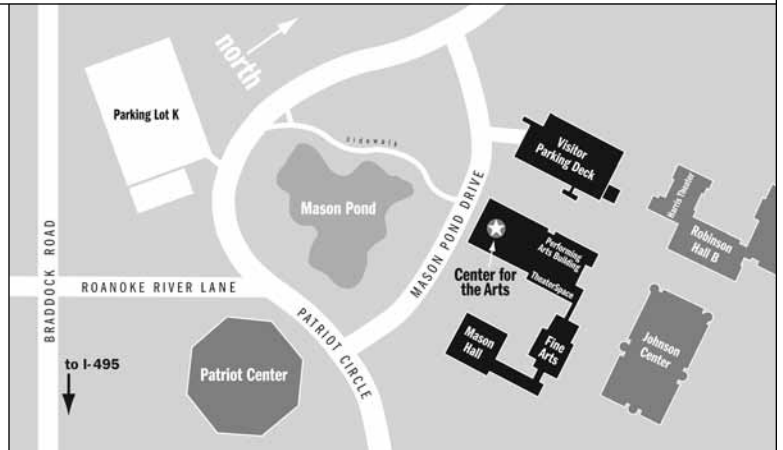 north
Parking Lot K
sidewalk
Visitor
Parking Deck
Mason Pond
MASON POND DRIVE
Harris Theater
Robinson
Hall B
Performing
Arts Building
Center for
the Arts
TheaterSpace
BRADDOCK ROAD
ROANOKE RIVER LANE
PATRIOT CIRCLE
Mason
Hall
Fine
Arts
Johnson
Center
to I-495
Patriot Center